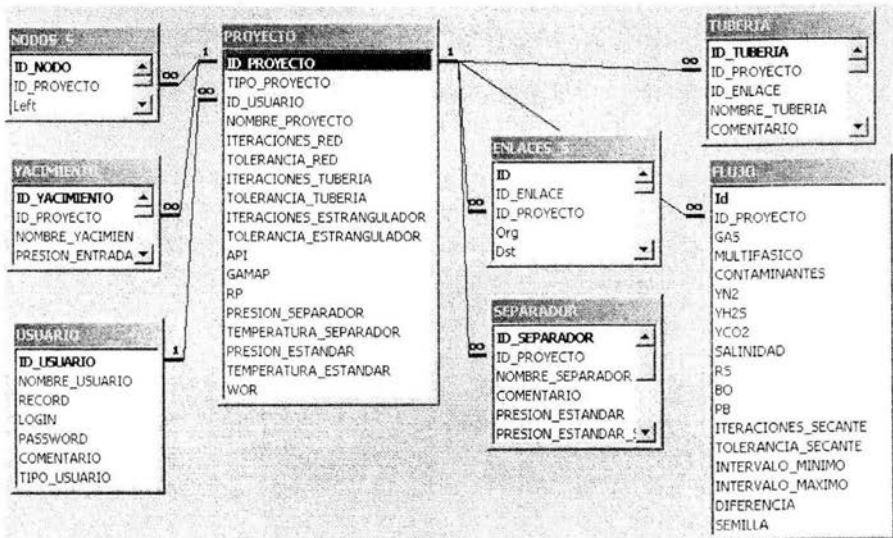 NODOS_S
ID_NODO
ID_PROYECTO
Left
YACIMIENTO
ID_YACIMIENTO
ID_PROYECTO
NOMBRE_YACIMIEN
PRESION_ENTRADA
USUARIO
ID_USUARIO
NOMBRE_USUARIO
RECORD
LOGIN
PASSWORD
COMENTARIO
TIPO_USUARIO
PROYECTO
ID_PROYECTO
TIPO_PROYECTO
ID_USUARIO
NOMBRE_PROYECTO
ITERACIONES_RED
TOLERANCIA_RED
ITERACIONES_TUBERIA
TOLERANCIA_TUBERIA
ITERACIONES_ESTRANGULADOR
TOLERANCIA_ESTRANGULADOR
API
GAMAP
RP
PRESION_SEPARADOR
TEMPERATURA_SEPARADOR
PRESION_ESTANDAR
TEMPERATURA_ESTANDAR
WOR
1
∞
∞
∞
1
1
∞
∞
∞
∞
ENLACES_S
ID
ID_ENLACE
ID_PROYECTO
Org
Dst
SEPARADOR
ID_SEPARADOR
ID_PROYECTO
NOMBRE_SEPARADOR
COMENTARIO
PRESION_ESTANDAR
PRESION_ESTANDAR_S
TUBERIA
ID_TUBERIA
ID_PROYECTO
ID_ENLACE
NOMBRE_TUBERIA
COMENTARIO
FLUJO
Id
ID_PROYECTO
GAS
MULTIFASICO
CONTAMINANTES
YN2
YH2S
YCO2
SALINIDAD
RS
BO
PB
ITERACIONES_SECANTE
TOLERANCIA_SECANTE
INTERVALO_MINIMO
INTERVALO_MAXIMO
DIFERENCIA
SEMILLA